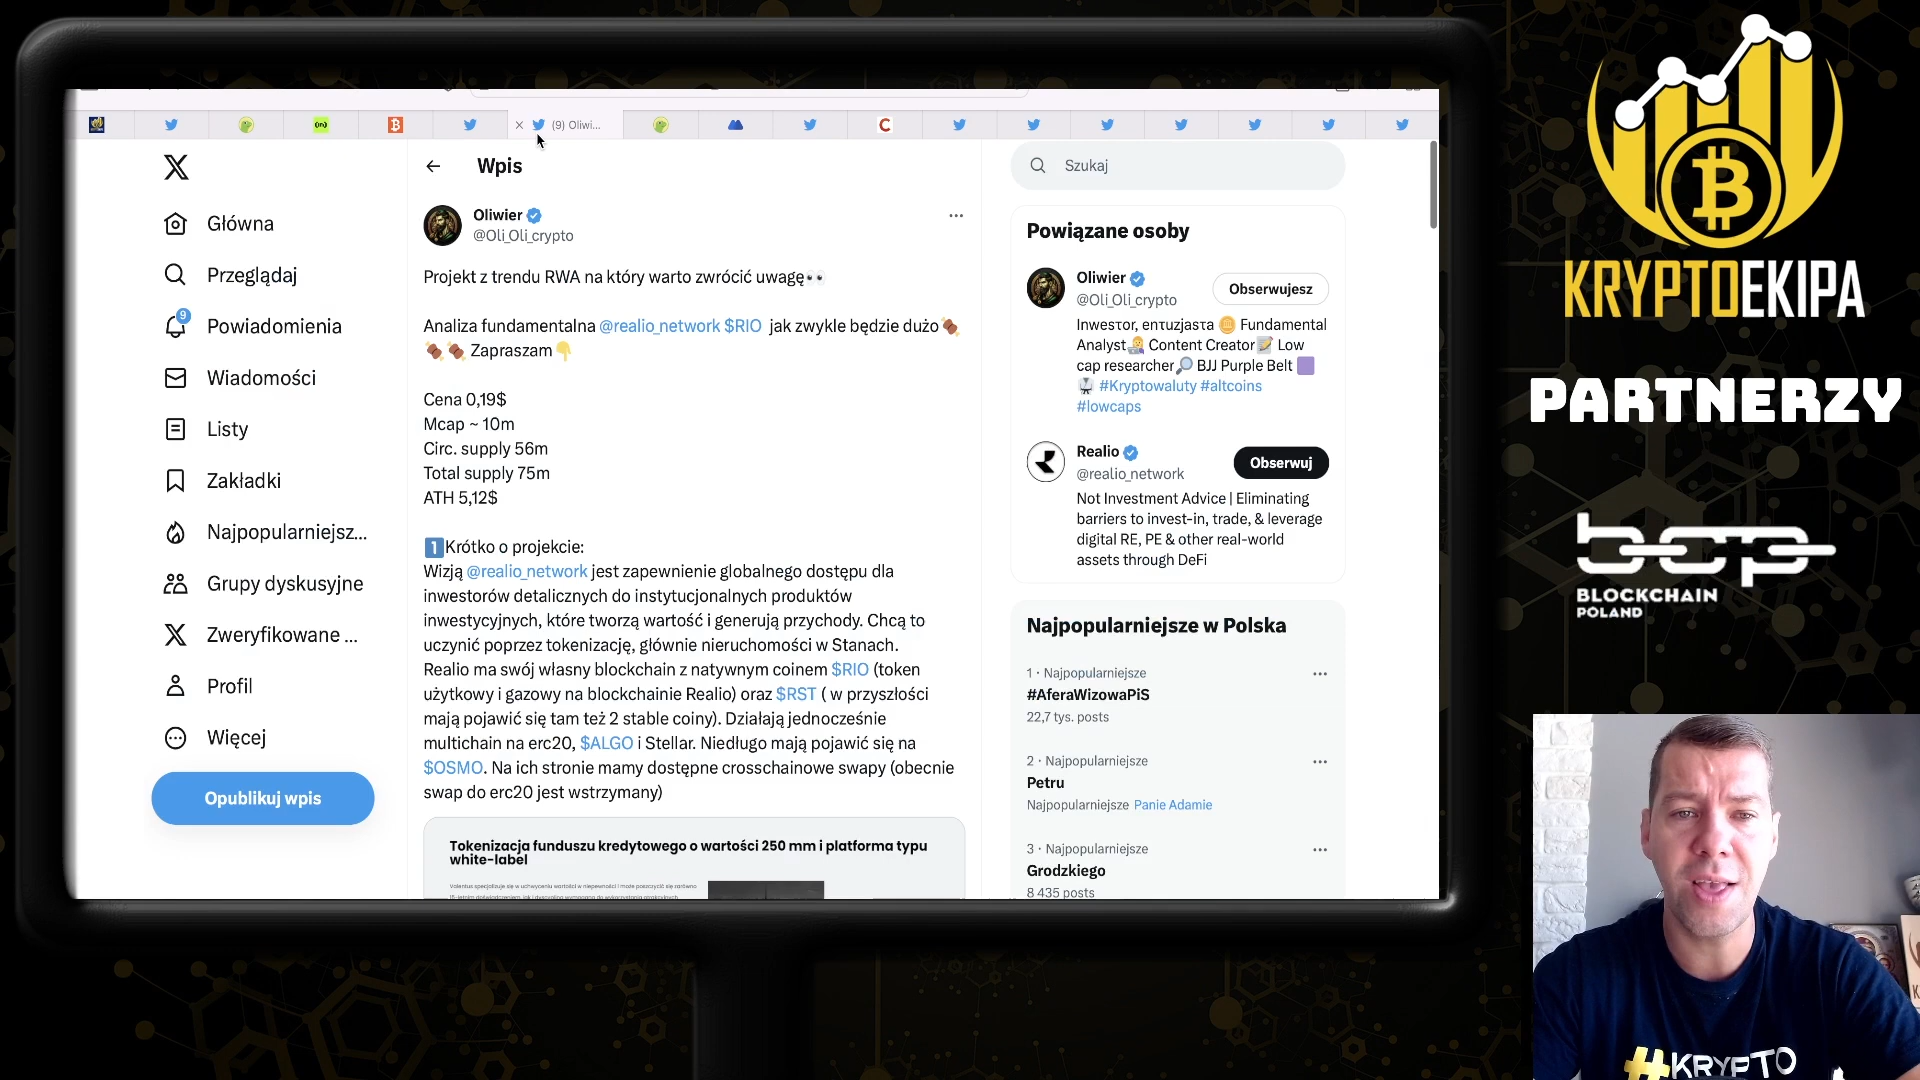 (9) Oliwi...
Główna
Przeglądaj
9
Powiadomienia
Wiadomości
Listy
Zakładki
Najpopularniejsz...
Grupy dyskusyjne
Zweryfikowane ...
Profil
Więcej
Opublikuj wpis
Wpis
Oliwier
@Oli_Oli_crypto
Projekt z trendu RWA na który warto zwrócić uwagę👀
Analiza fundamentalna @realio_network $RIO jak zwykle będzie dużo🍫
🍫🍫 Zapraszam👇
Cena 0,19$
Mcap ~ 10m
Circ. supply 56m
Total supply 75m
ATH 5,12$
1️⃣Krótko o projekcie:
Wizją @realio_network jest zapewnienie globalnego dostępu dla
inwestorów detalicznych do instytucjonalnych produktów
inwestycyjnych, które tworzą wartość i generują przychody. Chcą to
uczynić poprzez tokenizację, głównie nieruchomości w Stanach.
Realio ma swój własny blockchain z natywnym coinem $RIO (token
użytkowy i gazowy na blockchainie Realio) oraz $RST ( w przyszłości
mają pojawić się tam też 2 stable coiny). Działają jednocześnie
multichain na erc20, $ALGO i Stellar. Niedługo mają pojawić się na
$OSMO. Na ich stronie mamy dostępne crosschainowe swapy (obecnie
swap do erc20 jest wstrzymany)
Tokenizacja funduszu kredytowego o wartości 250 mm i platforma typu
white-label
Szukaj
Powiązane osoby
Oliwier
@Oli_Oli_crypto
Obserwujesz
Inwesтor, enтuzjasтa 🪙 Fundamental
Analyst Content Creator📝 Low
cap researcher🔎 BJJ Purple Belt 🟪
🥋 #Kryptowaluty #altcoins
#lowcaps
Realio
@realio_network
Obserwuj
Not Investment Advice | Eliminating
barriers to invest-in, trade, & leverage
digital RE, PE & other real-world
assets through DeFi
Najpopularniejsze w Polska
1 · Najpopularniejsze
#AferaWizowaPiS
22,7 tys. posts
2 · Najpopularniejsze
Petru
Najpopularniejsze Panie Adamie
3 · Najpopularniejsze
Grodzkiego
8 435 posts
KRYPTOEKIPA
PARTNERZY
bcp
BLOCKCHAIN
POLAND
#KRYPTO